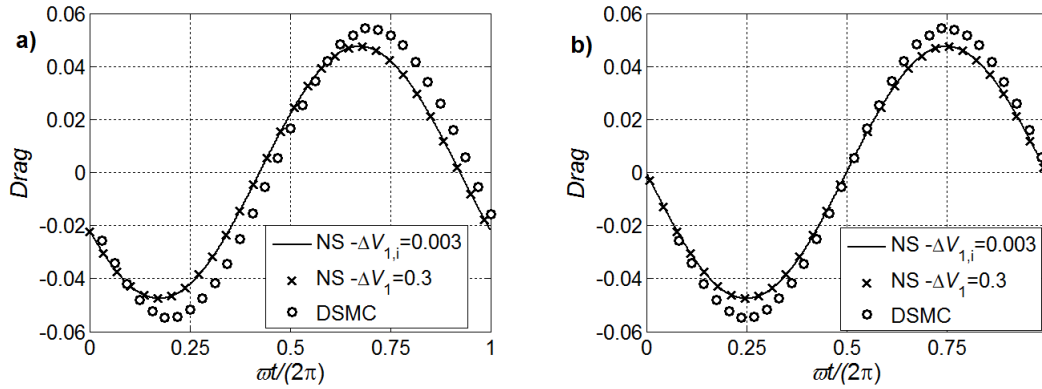 a)
Drag
0.06
0.04
0.02
0
-0.02
-0.04
-0.06
NS -ΔV1,i=0.003
NS -ΔV1=0.3
DSMC
0 0.25 0.5 0.75 1
ϖt/(2π)
b)
Drag
0.06
0.04
0.02
0
-0.02
-0.04
-0.06
NS -ΔV1,i=0.003
NS -ΔV1=0.3
DSMC
0 0.25 0.5 0.75
ϖt/(2π)